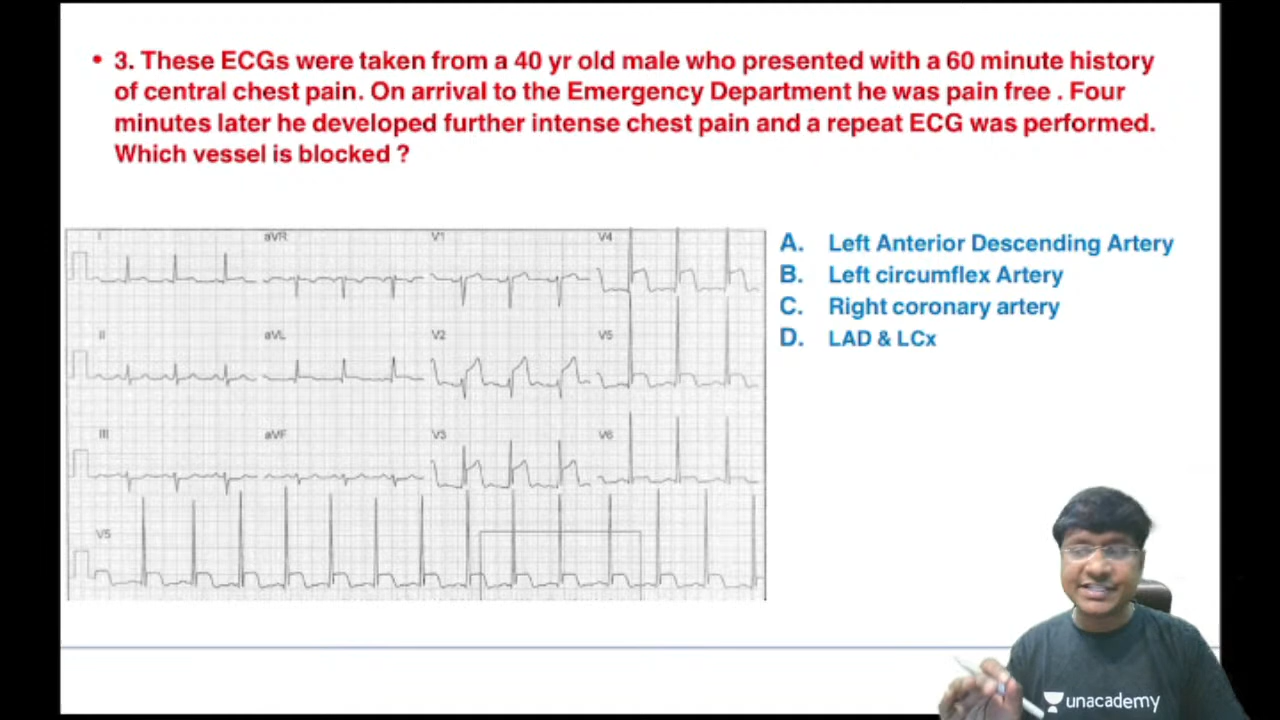 • 3. These ECGs were taken from a 40 yr old male who presented with a 60 minute history
of central chest pain. On arrival to the Emergency Department he was pain free . Four
minutes later he developed further intense chest pain and a repeat ECG was performed.
Which vessel is blocked ?
I aVR V1 V4
A. Left Anterior Descending Artery
B. Left circumflex Artery
C. Right coronary artery
D. LAD & LCx
II aVL V2 V5
III aVF V3 V6
V5
unacademy